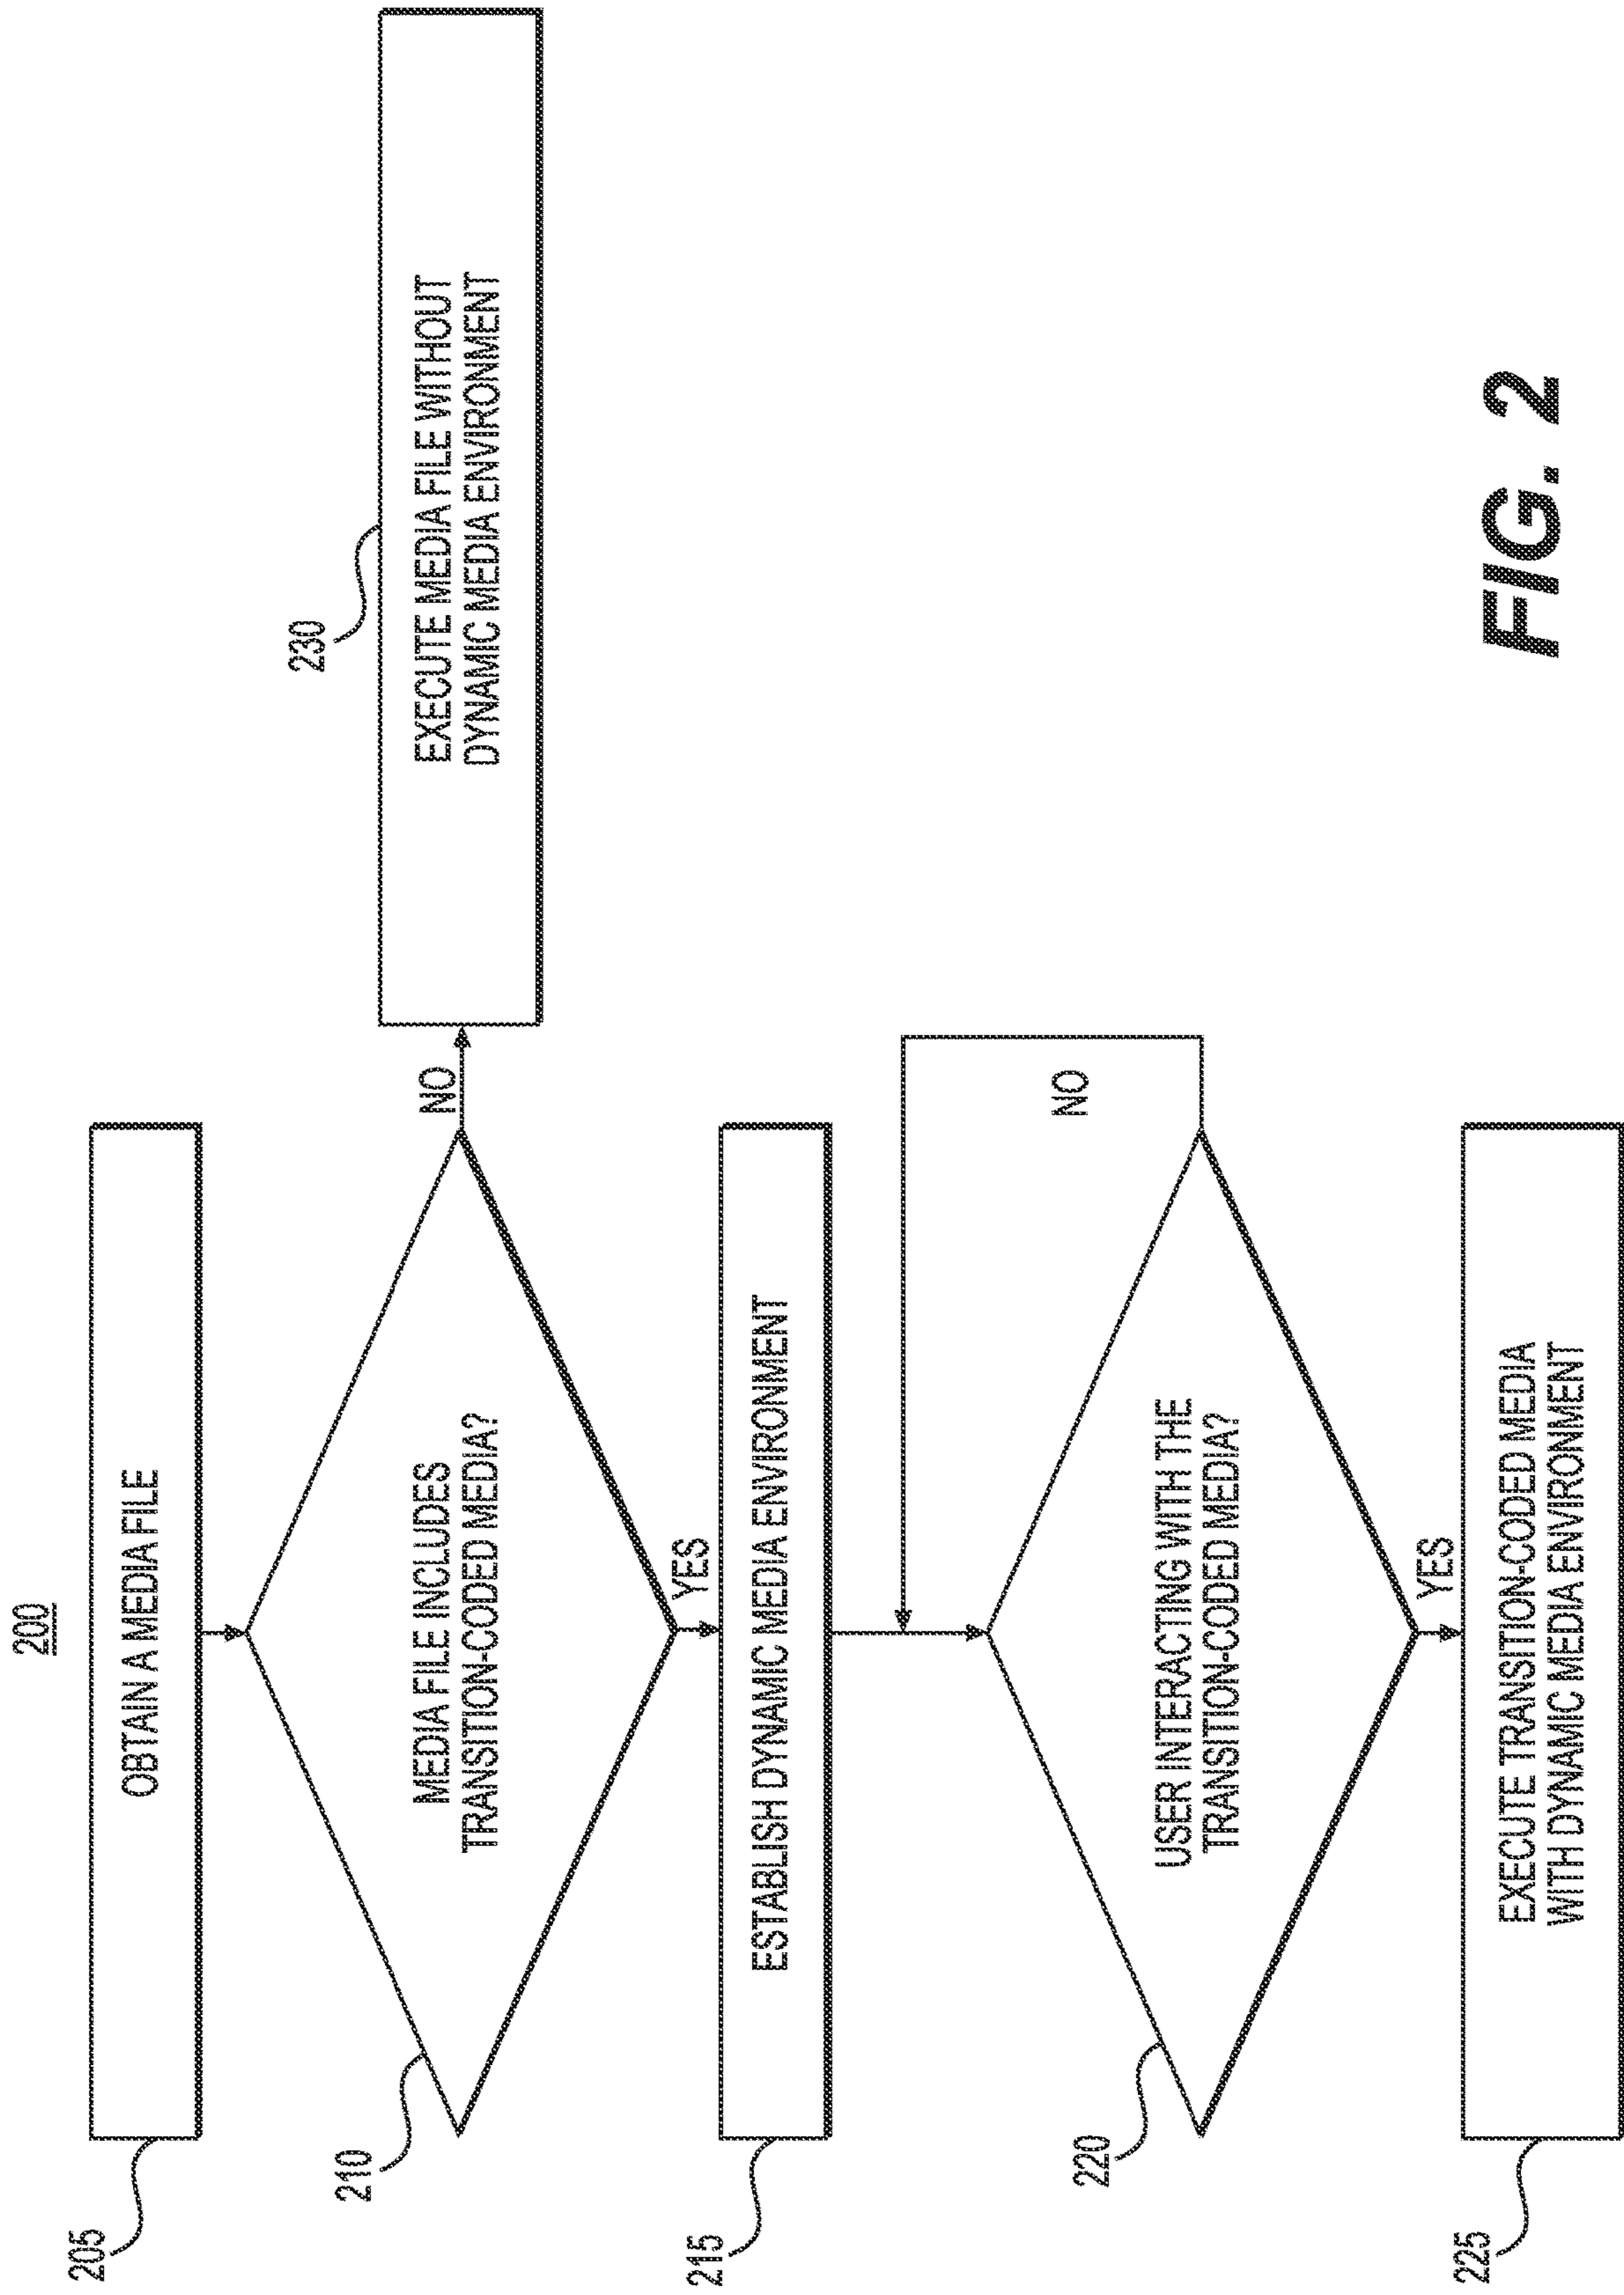 200
205
OBTAIN A MEDIA FILE
210
MEDIA FILE INCLUDES
TRANSITION-CODED MEDIA?
NO
230
EXECUTE MEDIA FILE WITHOUT
DYNAMIC MEDIA ENVIRONMENT
YES
215
ESTABLISH DYNAMIC MEDIA ENVIRONMENT
220
USER INTERACTING WITH THE
TRANSITION-CODED MEDIA?
NO
YES
225
EXECUTE TRANSITION-CODED MEDIA
WITH DYNAMIC MEDIA ENVIRONMENT
FIG. 2